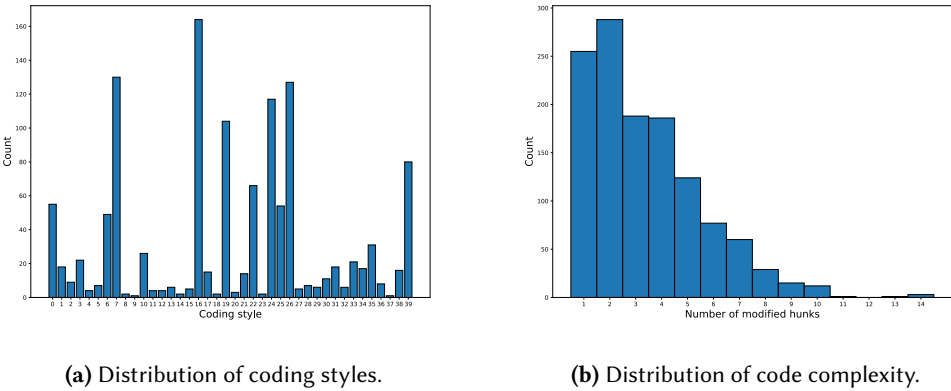 160
140
120
100
80
60
40
20
0
Count
0 1 2 3 4 5 6 7 8 9 10 11 12 13 14 15 16 17 18 19 20 21 22 23 24 25 26 27 28 29 30 31 32 33 34 35 36 37 38 39
Coding style
300
250
200
150
100
50
0
Count
1 2 3 4 5 6 7 8 9 10 11 12 13 14
Number of modified hunks
(a) Distribution of coding styles.
(b) Distribution of code complexity.